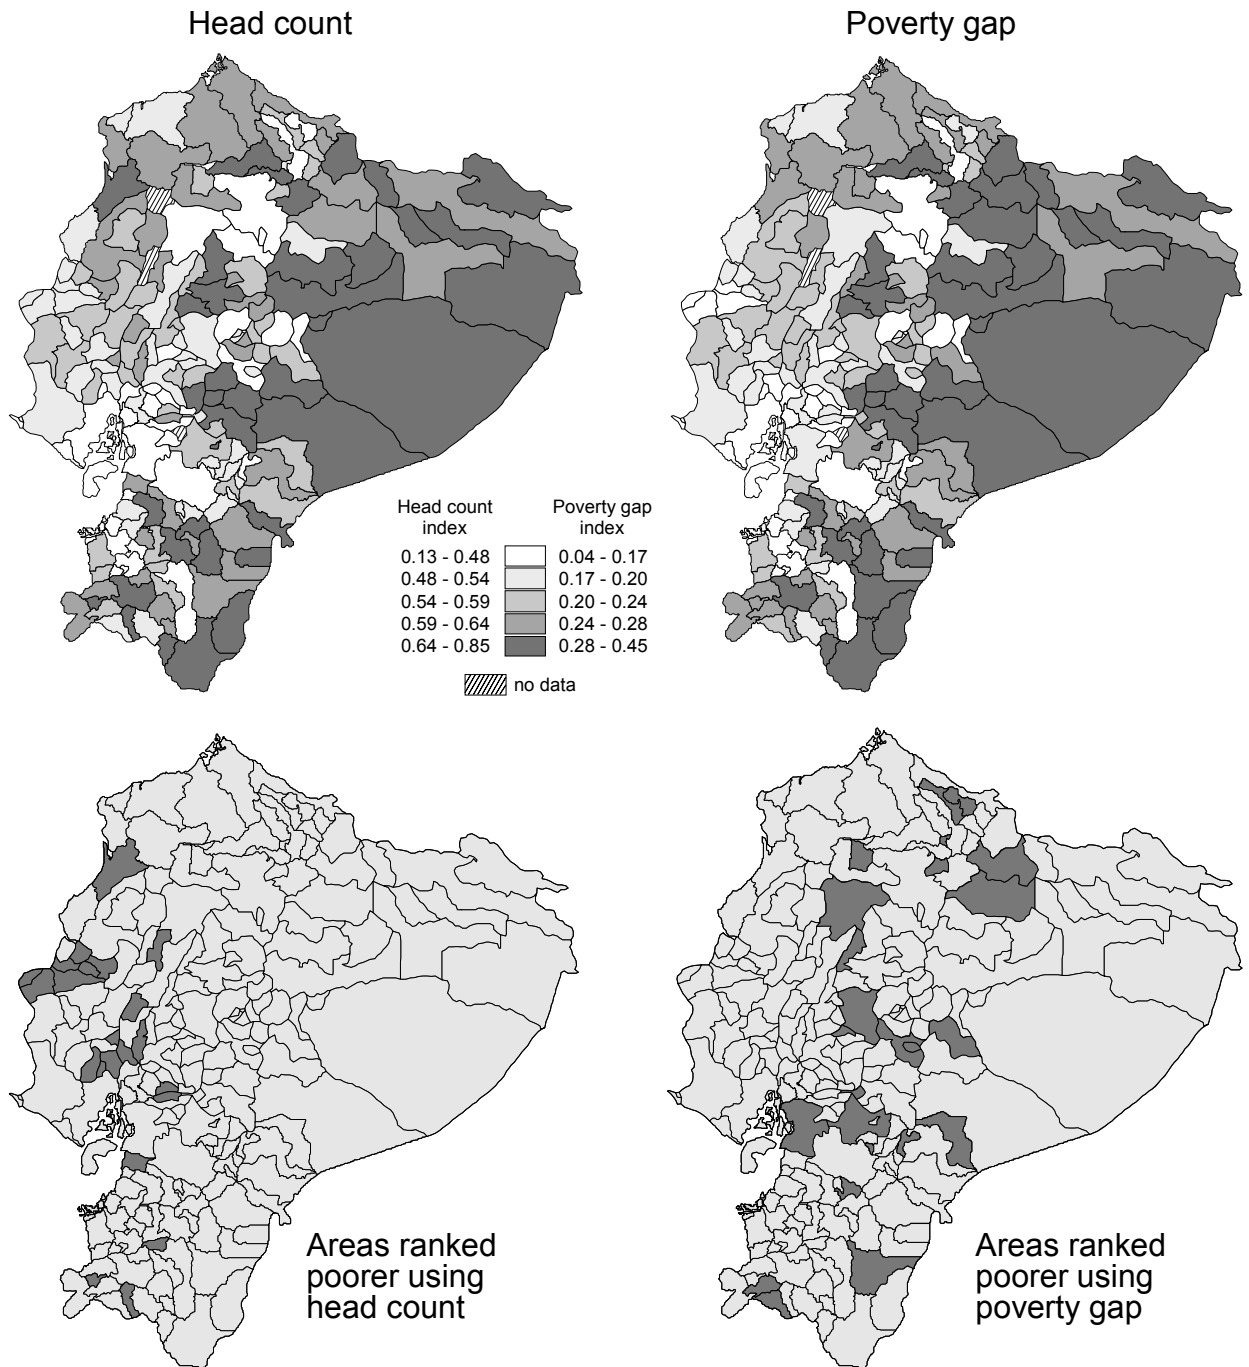 Head count
Poverty gap
Head count index
Poverty gap index
0.13 - 0.48
0.04 - 0.17
0.48 - 0.54
0.17 - 0.20
0.54 - 0.59
0.20 - 0.24
0.59 - 0.64
0.24 - 0.28
0.64 - 0.85
0.28 - 0.45
no data
Areas ranked
poorer using
head count
Areas ranked
poorer using
poverty gap